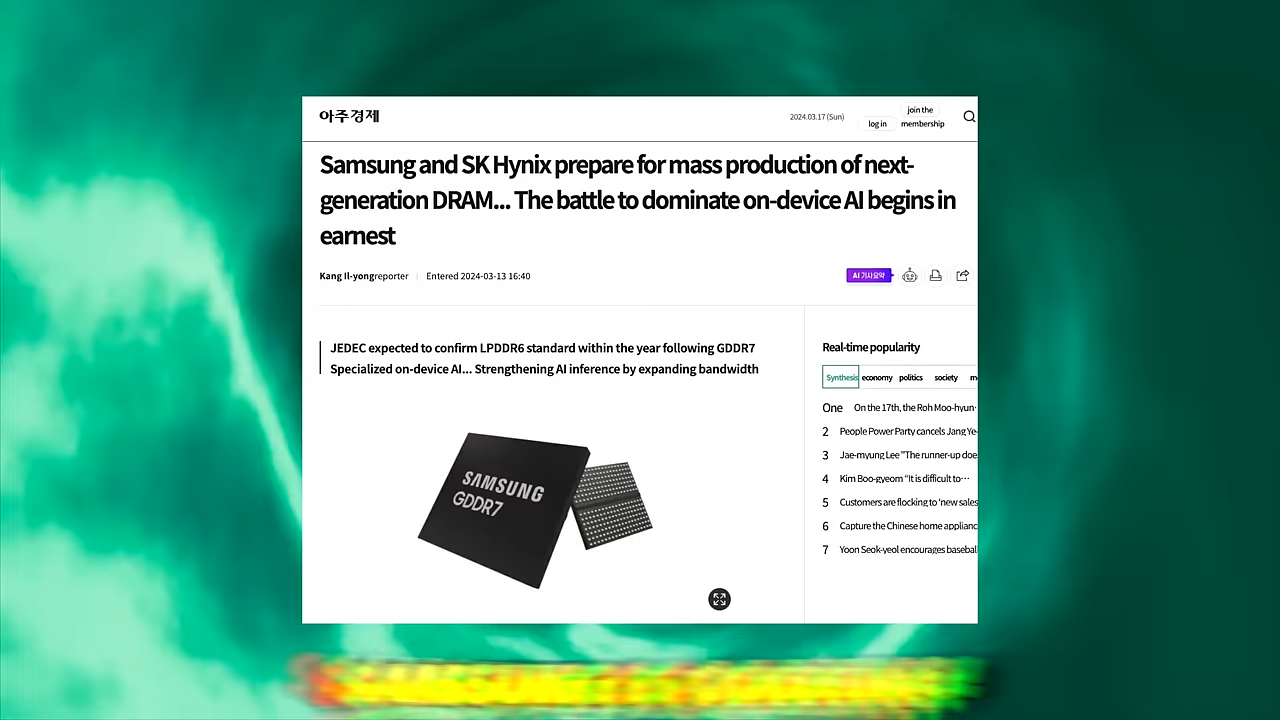 아주경제
2024.03.17 (Sun)
log in
join the
membership
Samsung and SK Hynix prepare for mass production of next-
generation DRAM... The battle to dominate on-device AI begins in
earnest
Kang Il-yongreporter
Entered 2024-03-13 16:40
AI 기사요약
JEDEC expected to confirm LPDDR6 standard within the year following GDDR7
Specialized on-device AI... Strengthening AI inference by expanding bandwidth
SAMSUNG
GDDR7
Real-time popularity
Synthesis economy politics society m
One On the 17th, the Roh Moo-hyun·
2 People Power Party cancels Jang Ye-
3 Jae-myung Lee "'The runner-up doe
4 Kim Boo-gyeom “It is difficult to···
5 Customers are flocking to 'new sales
6 Capture the Chinese home applianc
7 Yoon Seok-yeol encourages basebal